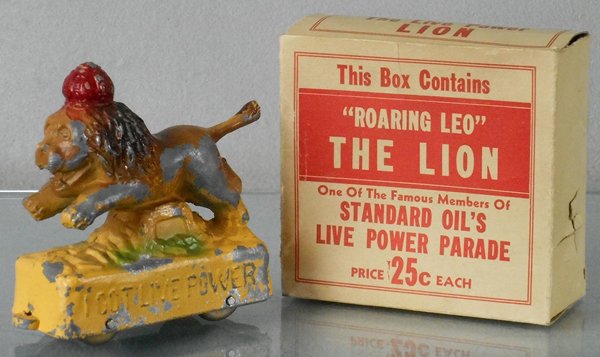 The Live Power
LION
This Box Contains
"ROARING LEO"
THE LION
One Of The Famous Members Of
STANDARD OIL'S
LIVE POWER PARADE
PRICE 25c EACH
I GOT LIVE POWER